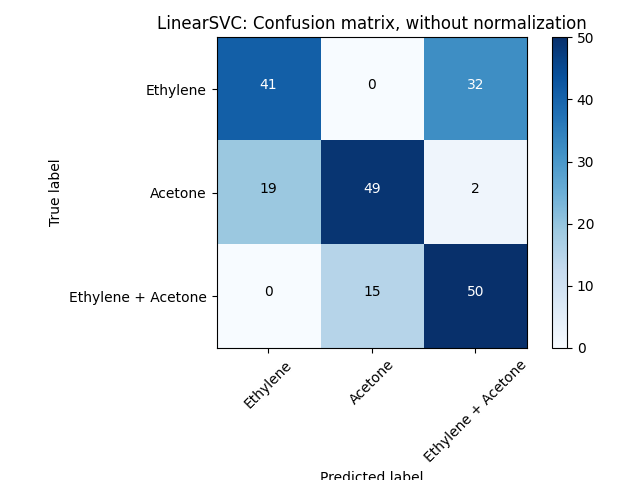 LinearSVC: Confusion matrix, without normalization
50
Ethylene
41
0
32
40
True label
30
Acetone
19
49
2
20
Ethylene + Acetone
0
15
50
10
0
Ethylene
Acetone
Ethylene + Acetone
Predicted label